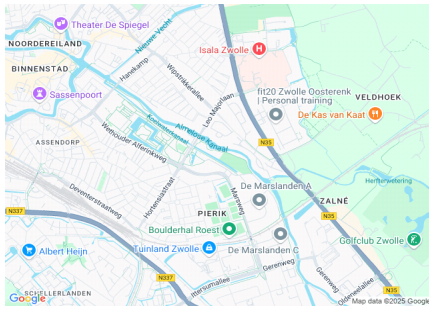 Theater De Spiegel
Nieuwe Vecht
NOORDEREILAND
Isala Zwolle
BINNENSTAD
Hanekamp
Wipstrikkerallee
fit20 Zwolle Oosterenk
| Personal training
VELDHOEK
Sassenpoort
Leo Majorlaan
De Kas van Kaat
Almelose Kanaal
ASSENDORP
Wethouder Alferinkweg
N35
Herfterwetering
Deventerstraatweg
Hortensiastraat
De Marslanden A
Marsweg
ZALNÉ
N337
PIERIK
N35
Boulderhal Roest
Golfclub Zwolle
Albert Heijn
Tuinland Zwolle
De Marslanden C
Gerenweg
N337
Gerenweg
Ittersumallee
N35
SCHELLERLANDEN
Oldeneelallee
Google
Map data ©2025 Google